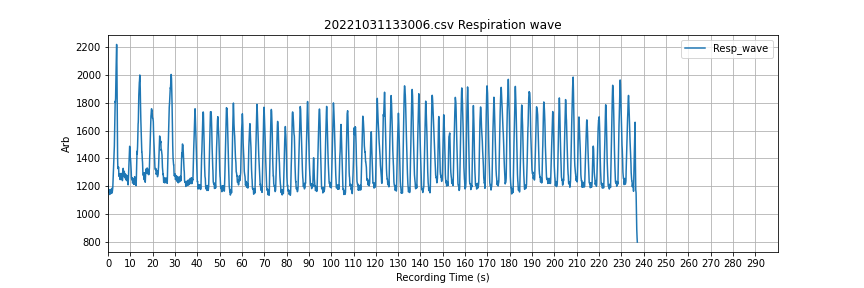 20221031133006.csv Respiration wave
Resp_wave
2200
2000
1800
1600
1400
1200
1000
800
Arb
0 10 20 30 40 50 60 70 80 90 100 110 120 130 140 150 160 170 180 190 200 210 220 230 240 250 260 270 280 290
Recording Time (s)